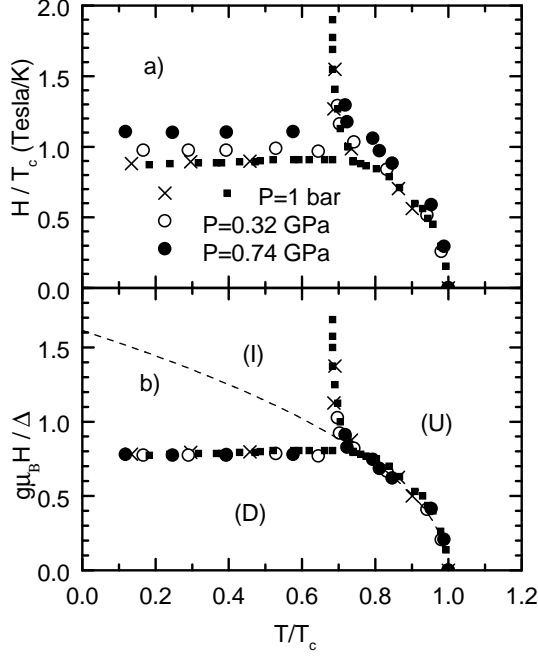 2.0
a)
1.5
1.0
0.5
0.0
H / T_c (Tesla/K)
P=1 bar
P=0.32 GPa
P=0.74 GPa
(I)
b)
1.5
(U)
1.0
0.5
(D)
0.0
gμ_BH / Δ
0.0 0.2 0.4 0.6 0.8 1.0 1.2
T/T_c